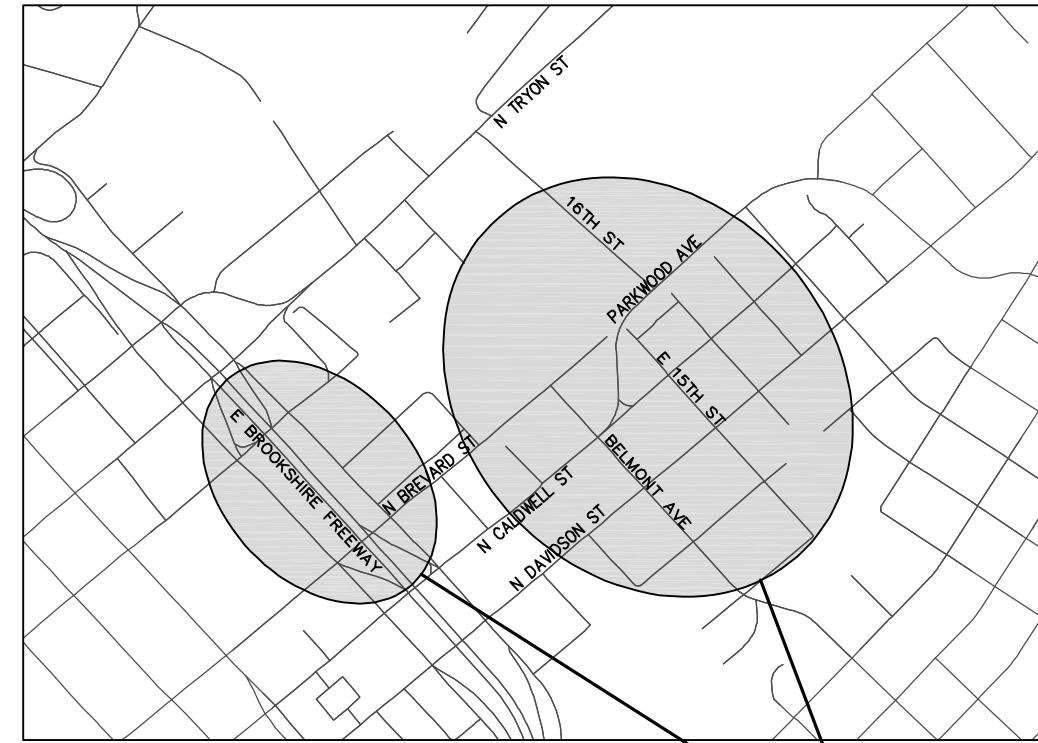 N TRYON ST
16TH ST
PARKWOOD AVE
E 15TH ST
E BROOKSHIRE FREEWAY
N BREVARD ST
BELMONT AVE
N CALDWELL ST
N DAVIDSON ST